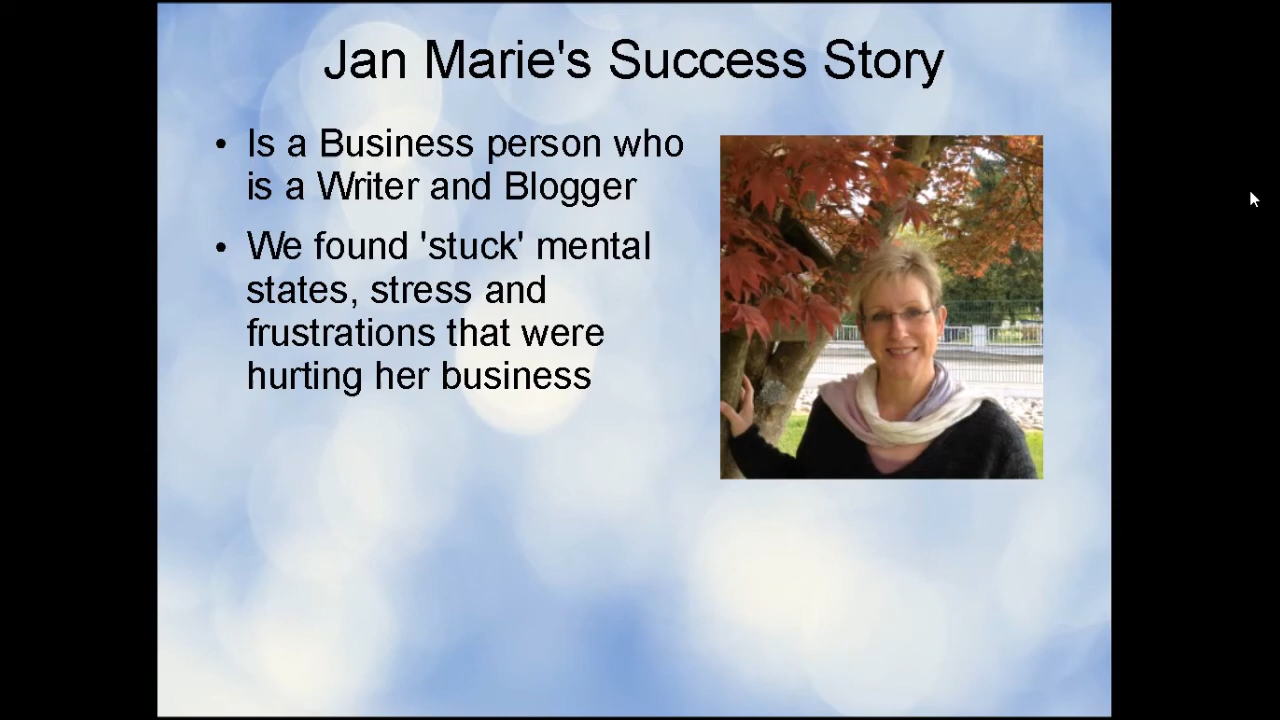 Jan Marie's Success Story
• Is a Business person who
is a Writer and Blogger
• We found 'stuck' mental
states, stress and
frustrations that were
hurting her business